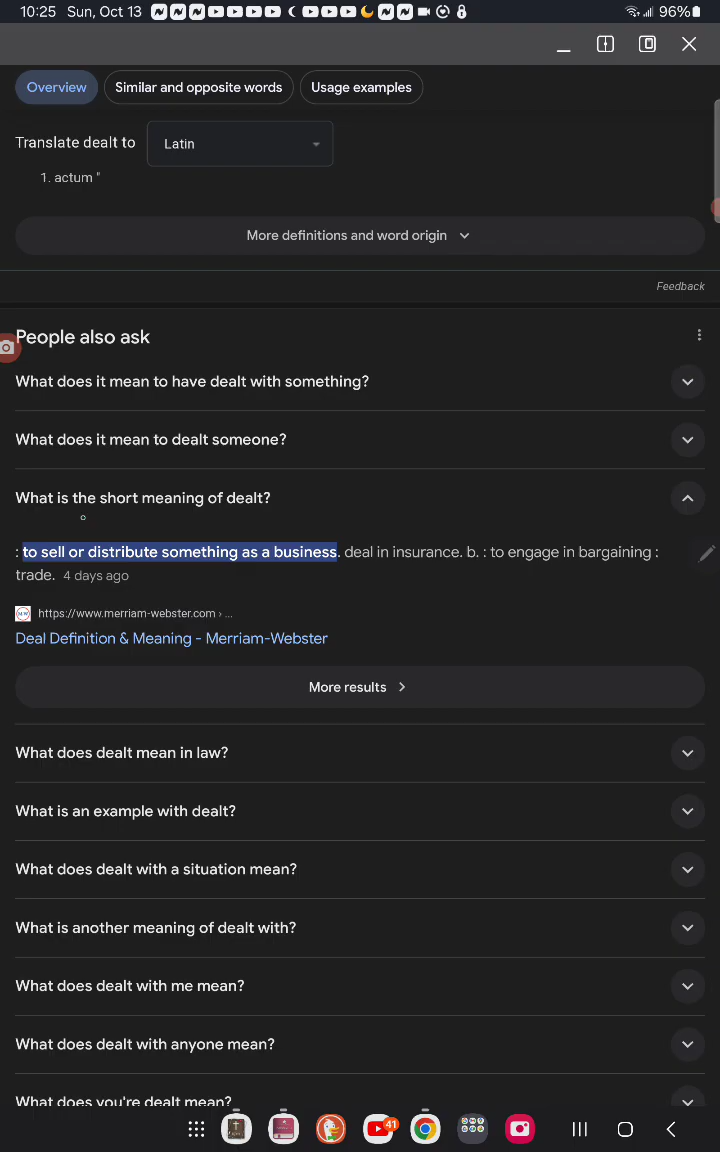 10:25 Sun, Oct 13 96%
Overview Similar and opposite words Usage examples
Translate dealt to Latin
1. actum "
More definitions and word origin
Feedback
People also ask
What does it mean to have dealt with something?
What does it mean to dealt someone?
What is the short meaning of dealt?
: to sell or distribute something as a business. deal in insurance. b. : to engage in bargaining :
trade. 4 days ago
https://www.merriam-webster.com › ...
Deal Definition & Meaning - Merriam-Webster
More results
What does dealt mean in law?
What is an example with dealt?
What does dealt with a situation mean?
What is another meaning of dealt with?
What does dealt with me mean?
What does dealt with anyone mean?
What does you're dealt mean?
41